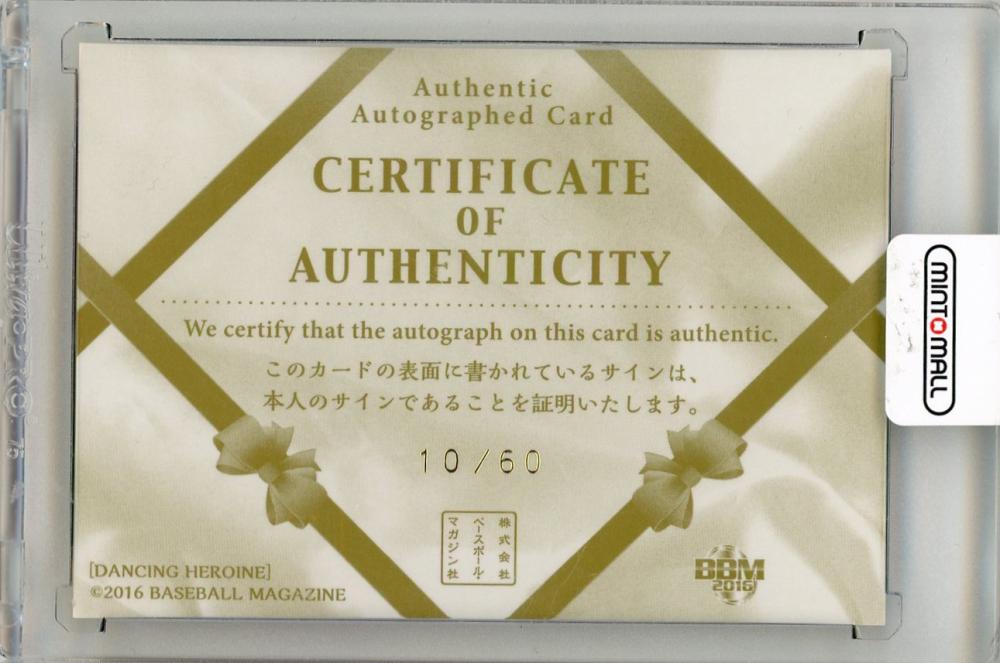 Authentic
Autographed Card
CERTIFICATE
OF
AUTHENTICITY
We certify that the autograph on this card is authentic.
このカードの表面に書かれているサインは、
本人のサインであることを証明いたします。
10/60
株式会社
ベースボール・
マガジン社
[DANCING HEROINE]
©2016 BASEBALL MAGAZINE
BBM
2016
MINTOMALL